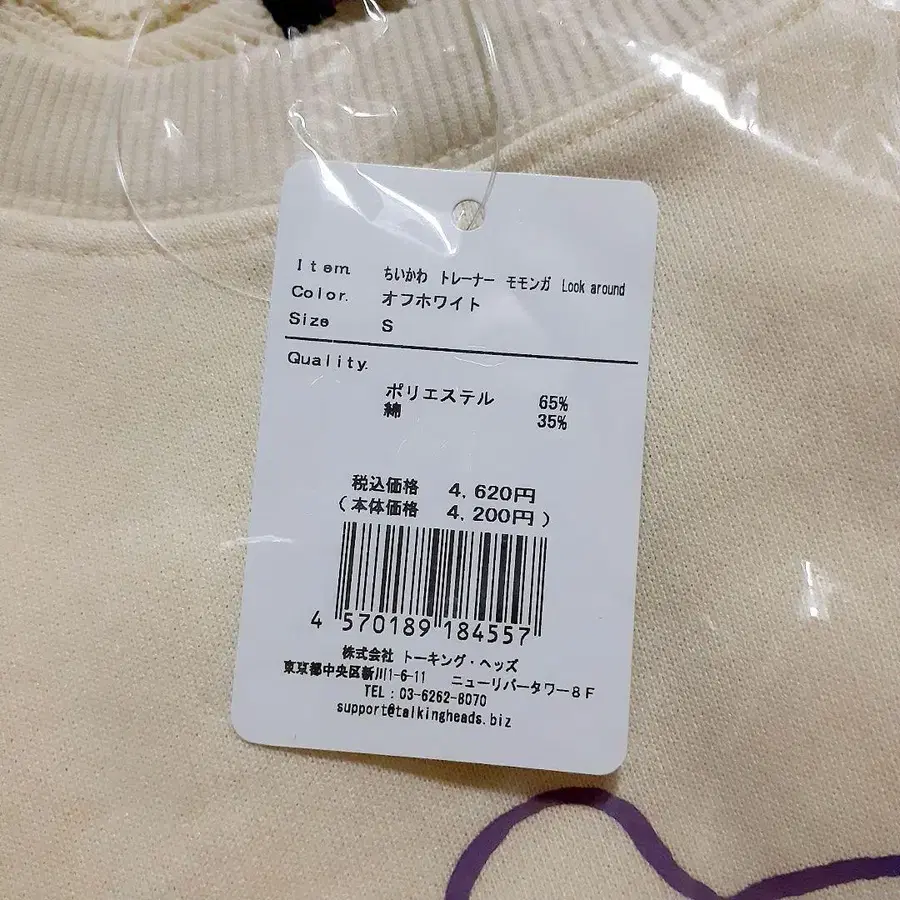 Item ちいかわ トレーナー モモンガ Look around
Color. オフホワイト
Size S
Quality.
ポリエステル 65%
綿 35%
税込価格 4,620円
(本体価格 4,200円)
4 570189 184557
株式会社 トーキング・ヘッズ
東京都中央区新川1-6-11 ニューリバータワー8F
TEL:03-6262-8070
support@talkingheads.biz